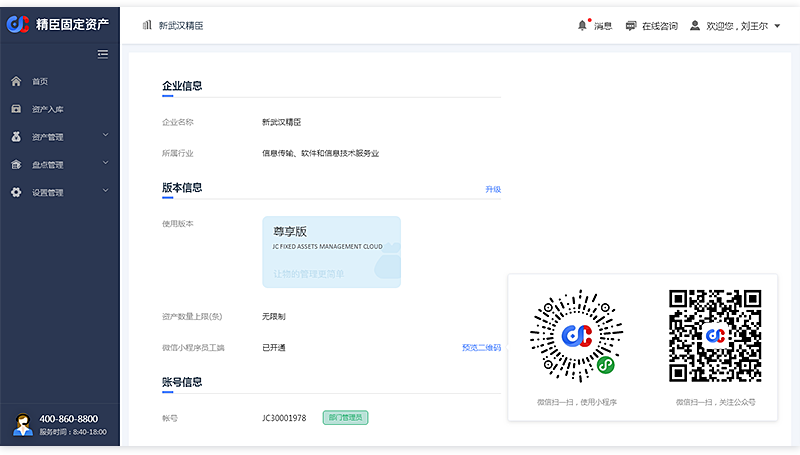 精臣固定资产
新武汉精臣
消息
在线咨询
欢迎您，刘王尔
首页
资产入库
资产管理
盘点管理
设置管理
400-860-8800
服务时间：8:40-18:00
企业信息
企业名称 新武汉精臣
所属行业 信息传输、软件和信息技术服务业
版本信息 升级
使用版本
尊享版
JC FIXED ASSETS MANAGEMENT CLOUD
让物的管理更简单
资产数量上限(条) 无限制
微信小程序员工端 已开通 预览二维码
微信扫一扫，使用小程序
微信扫一扫，关注公众号
账号信息
帐号 JC30001978 部门管理员